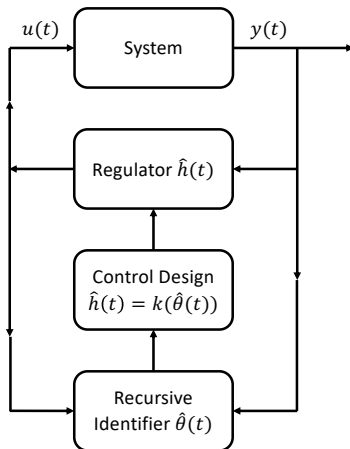 u(t)
y(t)
System
Regulator ĥ(t)
Control Design
ĥ(t) = k(θ̂(t))
Recursive
Identifier θ̂(t)